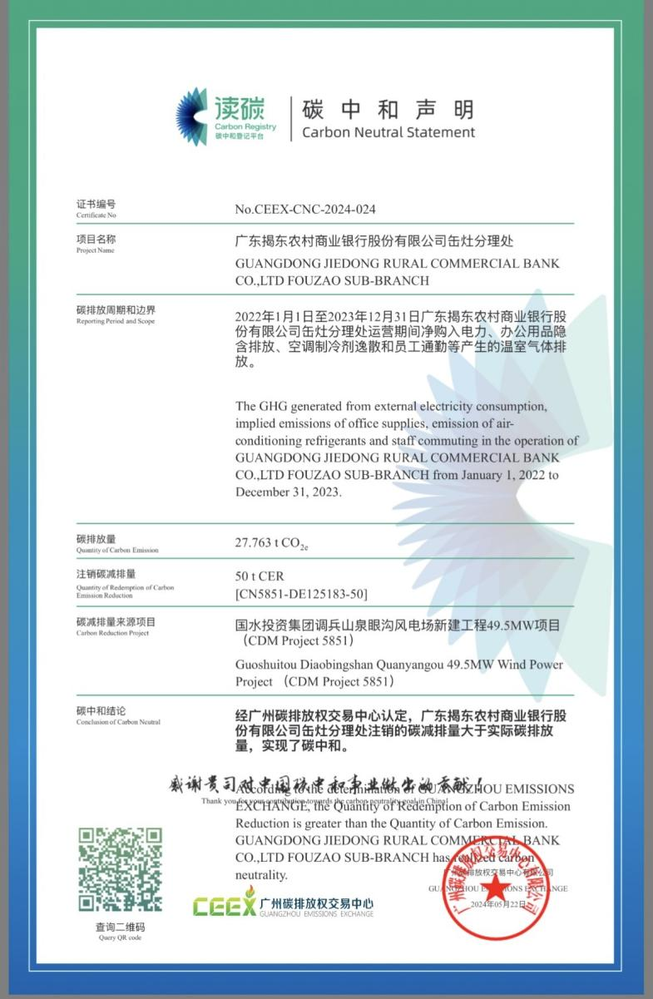 读碳
Carbon Registry
碳中和登记平台
碳中和声明
Carbon Neutral Statement
证书编号
Certificate No
No.CEEX-CNC-2024-024
项目名称
Project Name
广东揭东农村商业银行股份有限公司缶灶分理处
GUANGDONG JIEDONG RURAL COMMERCIAL BANK
CO.,LTD FOUZAO SUB-BRANCH
碳排放周期和边界
Reporting Period and Scope
2022年1月1日至2023年12月31日广东揭东农村商业银行股
份有限公司缶灶分理处运营期间净购入电力、办公用品隐
含排放、空调制冷剂逸散和员工通勤等产生的温室气体排
放。
The GHG generated from external electricity consumption,
implied emissions of office supplies, emission of air-
conditioning refrigerants and staff commuting in the operation of
GUANGDONG JIEDONG RURAL COMMERCIAL BANK
CO.,LTD FOUZAO SUB-BRANCH from January 1, 2022 to
December 31, 2023.
碳排放量
Quantity of Carbon Emission
27.763 t CO2e
注销碳减排量
Quantity of Redemption of Carbon
Emission Reduction
50 t CER
[CN5851-DE125183-50]
碳减排量来源项目
Carbon Reduction Project
国水投资集团调兵山泉眼沟风电场新建工程49.5MW项目
（CDM Project 5851）
Guoshuitou Diaobingshan Quanyangou 49.5MW Wind Power
Project （CDM Project 5851）
碳中和结论
Conclusion of Carbon Neutral
经广州碳排放权交易中心认定，广东揭东农村商业银行股
份有限公司缶灶分理处注销的碳减排量大于实际碳排放
量，实现了碳中和。
感谢贵司对中国碳中和事业做出的贡献！
Thank you for your contribution towards the carbon neutrality goal in China!
According to the determination of GUANGZHOU EMISSIONS
EXCHANGE, the Quantity of Redemption of Carbon Emission
Reduction is greater than the Quantity of Carbon Emission.
GUANGDONG JIEDONG RURAL COMMERCIAL BANK
CO.,LTD FOUZAO SUB-BRANCH has realized carbon
neutrality.
查询二维码
Query QR code
CEEX
广州碳排放权交易中心
GUANGZHOU EMISSIONS EXCHANGE
广州碳排放权交易中心有限公司
广州碳排放权交易中心有限公司
GUANGZHOU EMISSIONS EXCHANGE
2024年05月22日